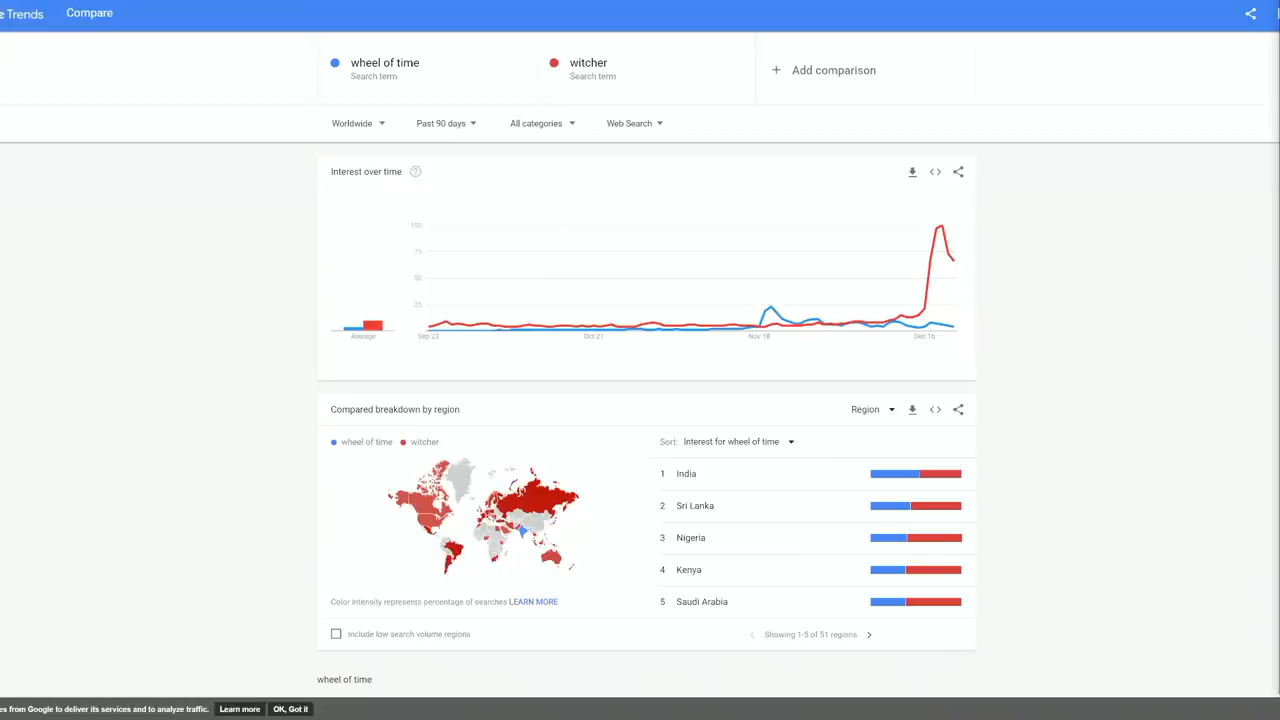 e Trends Compare
wheel of time
Search term
witcher
Search term
+ Add comparison
Worldwide
Past 90 days
All categories
Web Search
Interest over time
100
75
50
25
Average
Sep 23
Oct 21
Nov 18
Dec 16
Compared breakdown by region
Region
wheel of time
witcher
Sort: Interest for wheel of time
1 India
2 Sri Lanka
3 Nigeria
4 Kenya
5 Saudi Arabia
Color intensity represents percentage of searches LEARN MORE
Include low search volume regions
Showing 1-5 of 51 regions
wheel of time
es from Google to deliver its services and to analyze traffic. Learn more OK, Got it